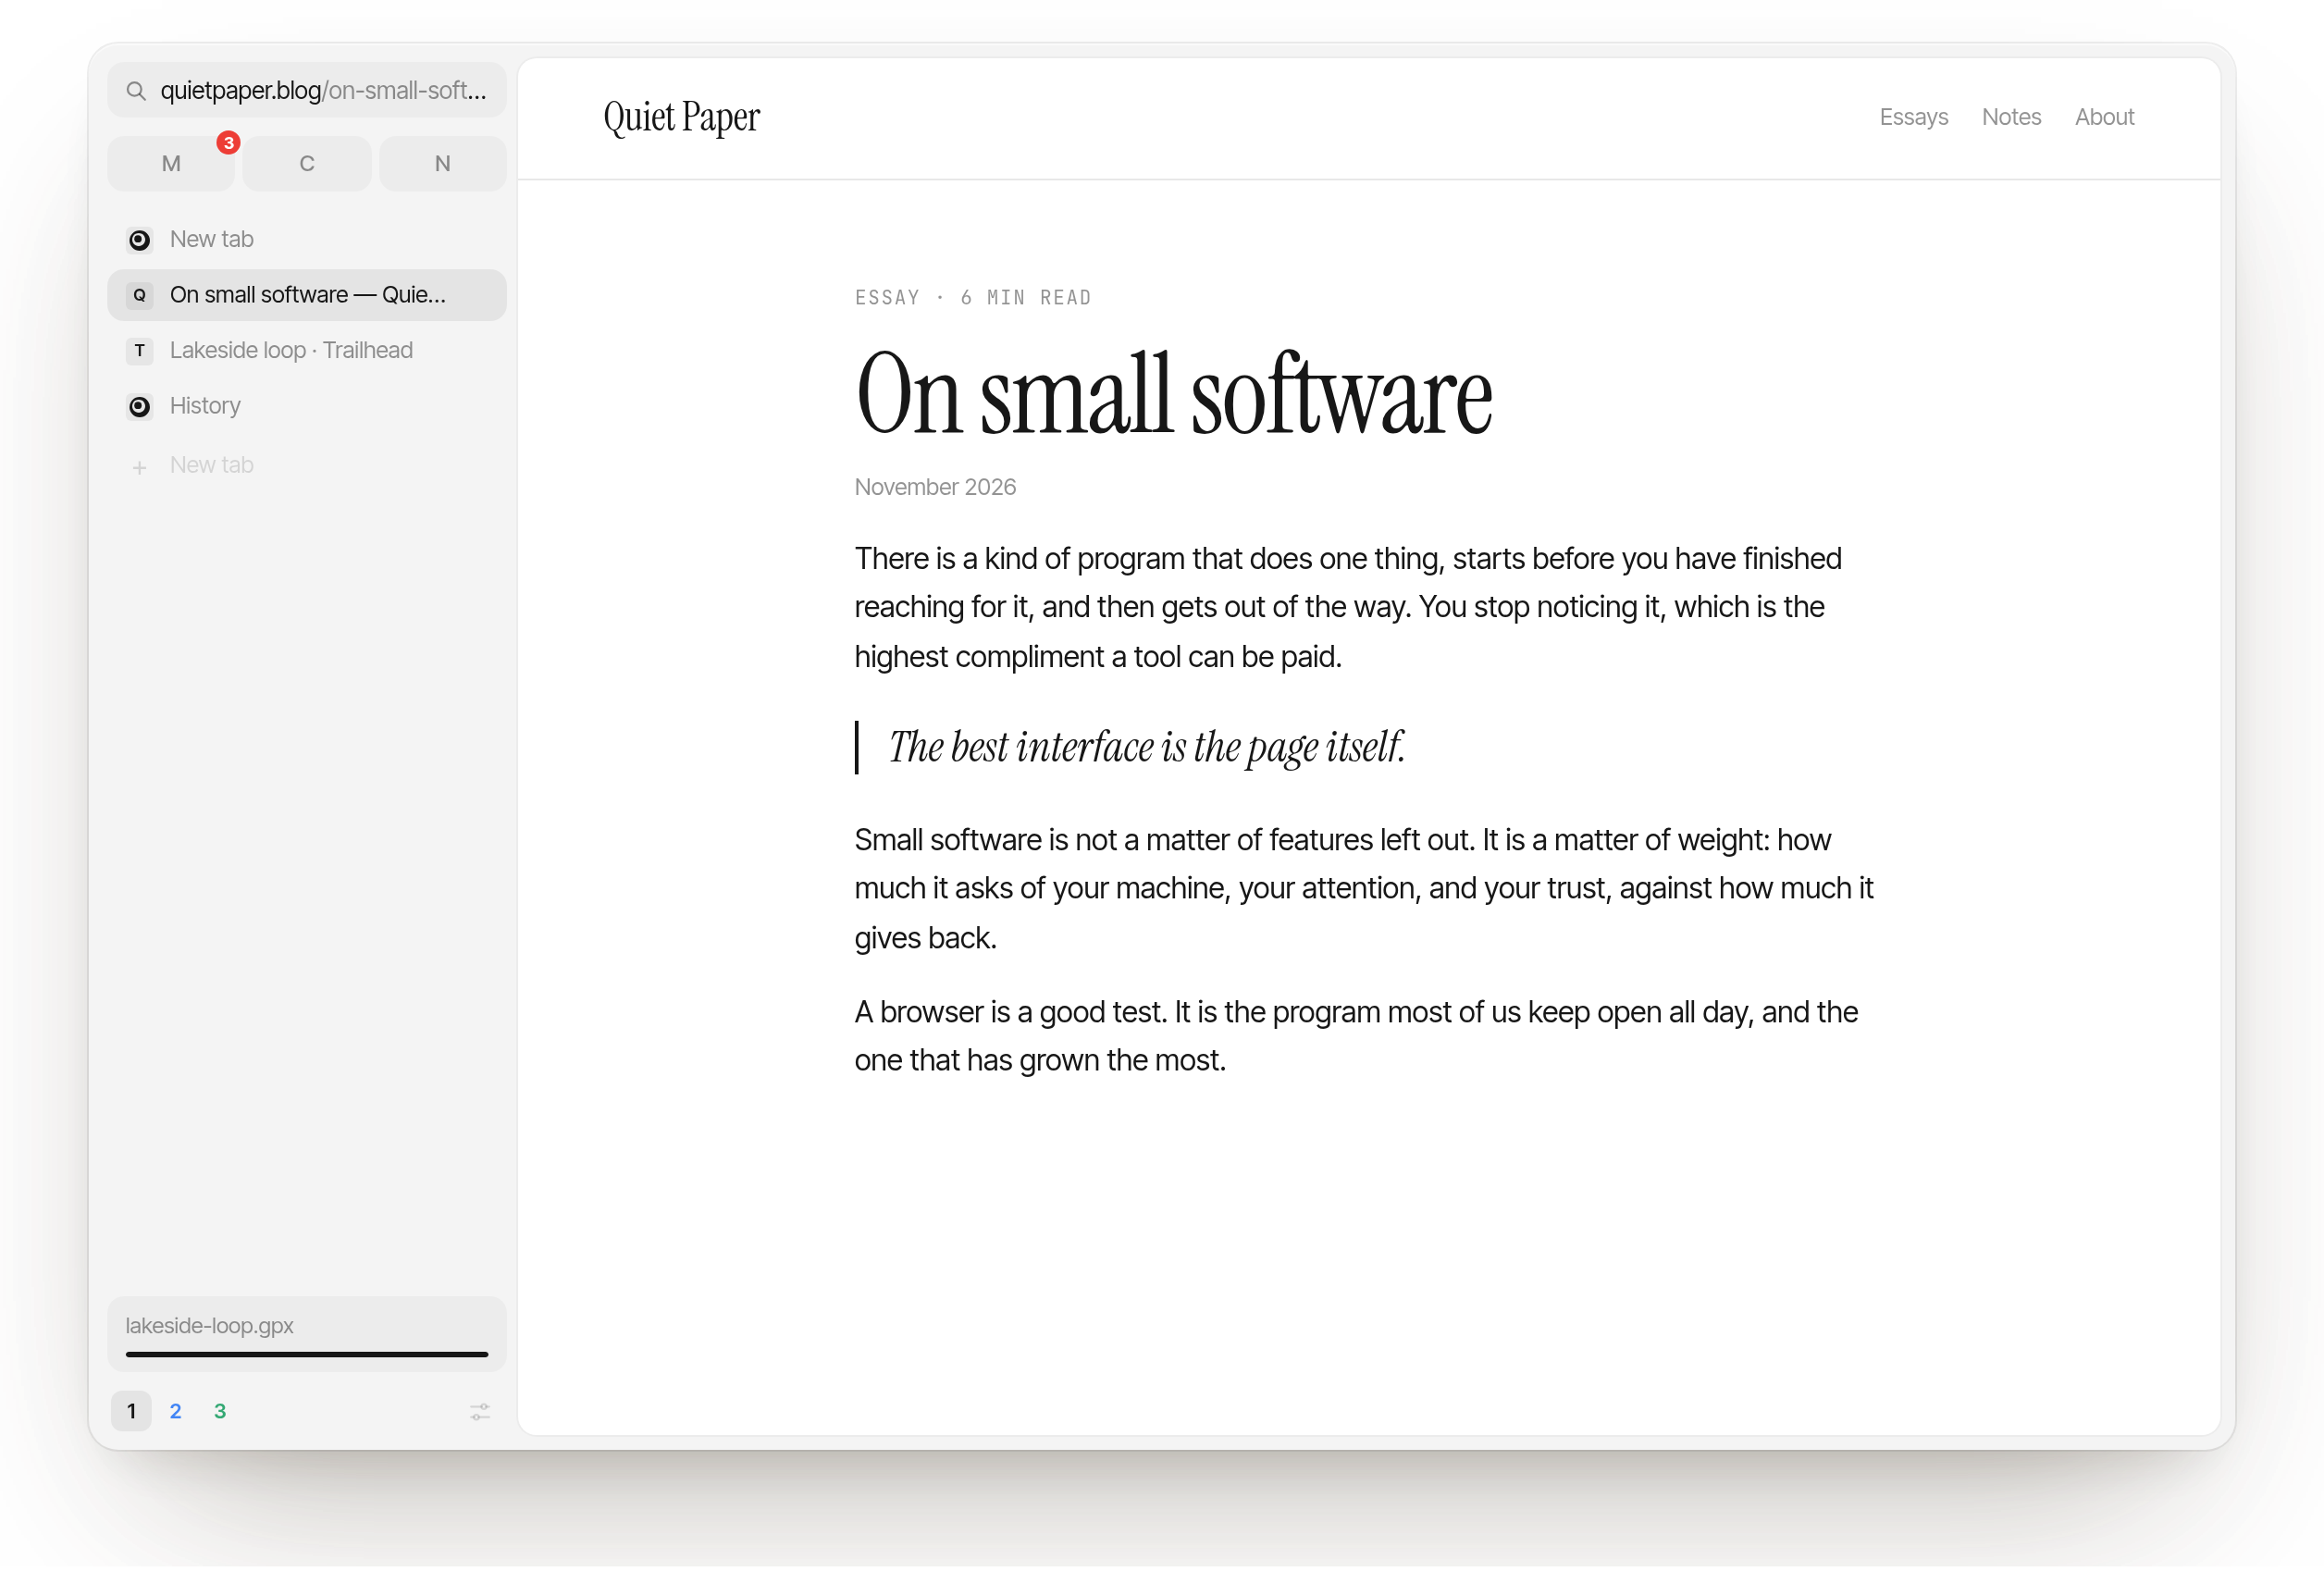 quietpaper.blog/on-small-soft...
M 3 C N
New tab
Q On small software — Quie...
T Lakeside loop · Trailhead
History
+ New tab
lakeside-loop.gpx
1 2 3
Quiet Paper
Essays Notes About
ESSAY · 6 MIN READ
On small software
November 2026
There is a kind of program that does one thing, starts before you have finished
reaching for it, and then gets out of the way. You stop noticing it, which is the
highest compliment a tool can be paid.
The best interface is the page itself.
Small software is not a matter of features left out. It is a matter of weight: how
much it asks of your machine, your attention, and your trust, against how much it
gives back.
A browser is a good test. It is the program most of us keep open all day, and the
one that has grown the most.